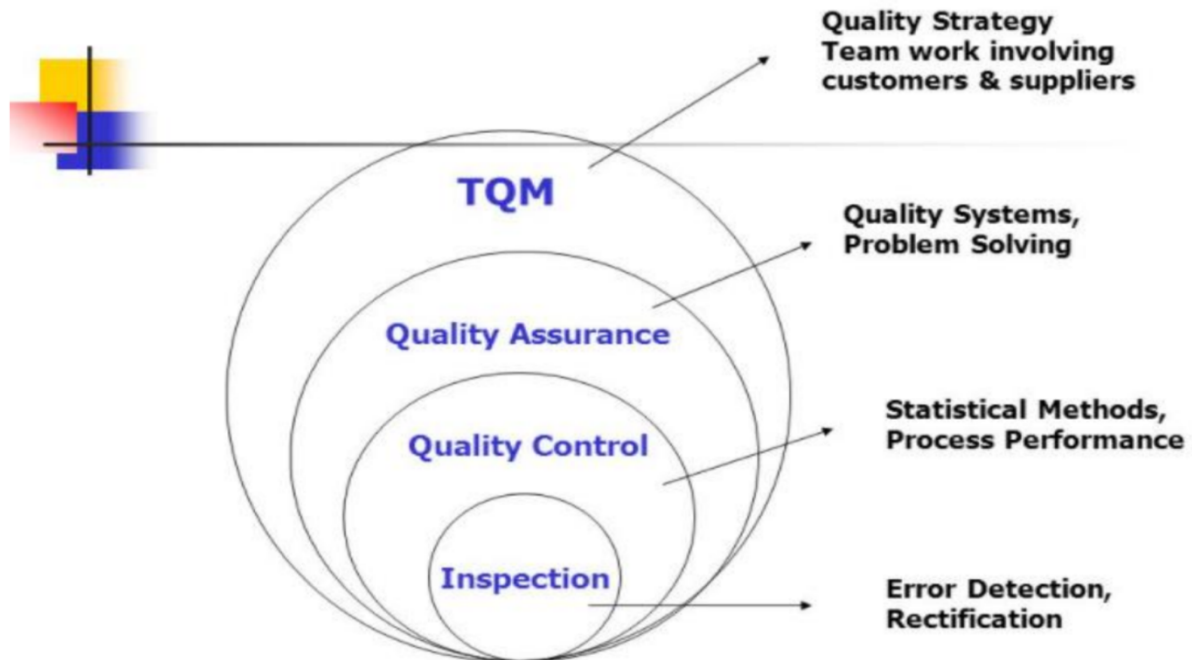 Quality Strategy
Team work involving
customers & suppliers
TQM
Quality Systems,
Problem Solving
Quality Assurance
Statistical Methods,
Process Performance
Quality Control
Inspection
Error Detection,
Rectification